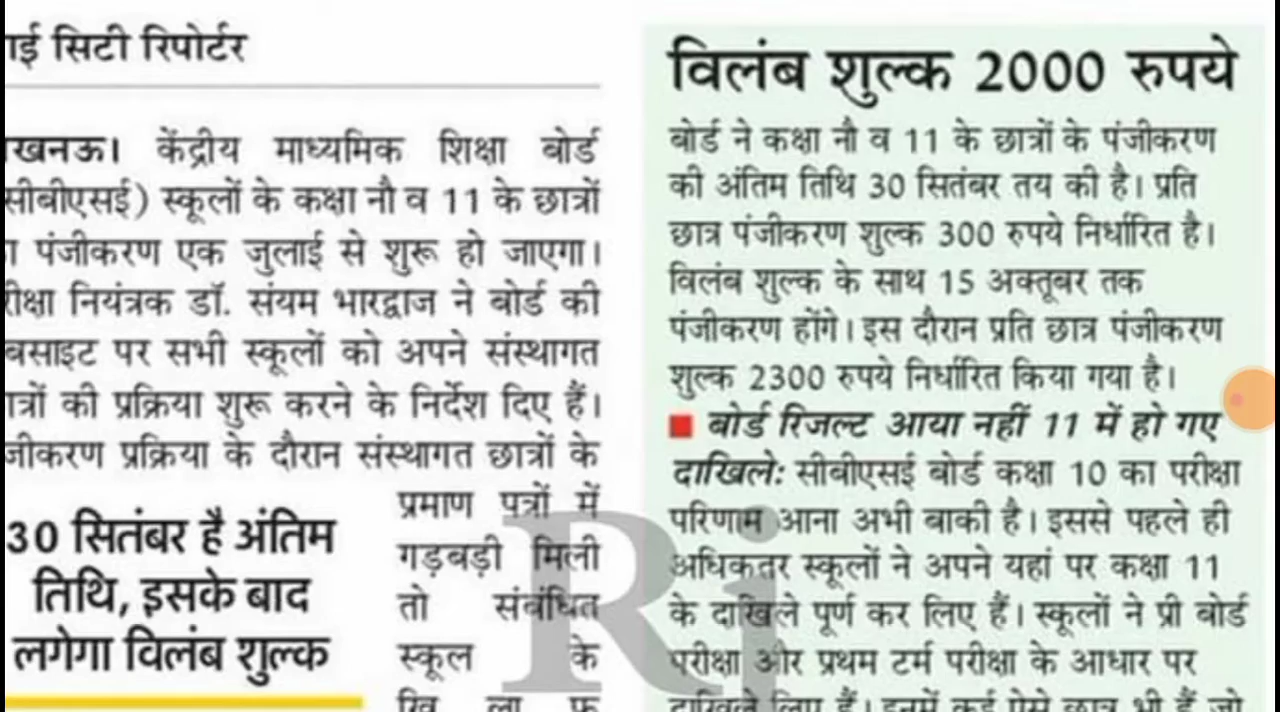 ई सिटी रिपोर्टर
खनऊ। केंद्रीय माध्यमिक शिक्षा बोर्ड
सीबीएसई) स्कूलों के कक्षा नौ व 11 के छात्रों
पंजीकरण एक जुलाई से शुरू हो जाएगा।
रीक्षा नियंत्रक डॉ. संयम भारद्वाज ने बोर्ड की
बसाइट पर सभी स्कूलों को अपने संस्थागत
त्रों की प्रक्रिया शुरू करने के निर्देश दिए हैं।
जीकरण प्रक्रिया के दौरान संस्थागत छात्रों के
प्रमाण पत्रों में
गड़बड़ी मिली
तो संबंधित
स्कूल के
30 सितंबर है अंतिम
तिथि, इसके बाद
लगेगा विलंब शुल्क
विलंब शुल्क 2000 रुपये
बोर्ड ने कक्षा नौ व 11 के छात्रों के पंजीकरण
की अंतिम तिथि 30 सितंबर तय की है। प्रति
छात्र पंजीकरण शुल्क 300 रुपये निर्धारित है।
विलंब शुल्क के साथ 15 अक्तूबर तक
पंजीकरण होंगे। इस दौरान प्रति छात्र पंजीकरण
शुल्क 2300 रुपये निर्धारित किया गया है।
बोर्ड रिजल्ट आया नहीं 11 में हो गए
दाखिले: सीबीएसई बोर्ड कक्षा 10 का परीक्षा
परिणाम आना अभी बाकी है। इससे पहले ही
अधिकतर स्कूलों ने अपने यहां पर कक्षा 11
के दाखिले पूर्ण कर लिए हैं। स्कूलों ने प्री बोर्ड
परीक्षा और प्रथम टर्म परीक्षा के आधार पर
दाखिले लिए हैं। इनमें कई ऐसे छात्र भी हैं जो
Ri